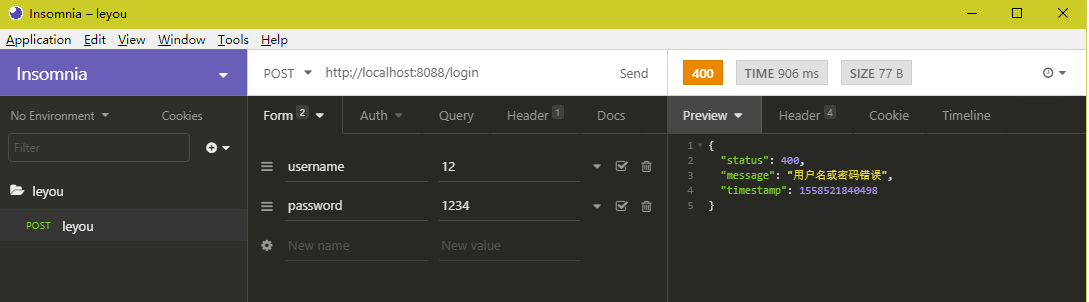 Insomnia – leyou
Application Edit View Window Tools Help
Insomnia
POST http://localhost:8088/login Send
400 TIME 906 ms SIZE 77 B
No Environment Cookies
Form 2 Auth Query Header 1 Docs
Preview Header 4 Cookie Timeline
Filter
leyou
POST leyou
username 12
password 1234
New name New value
1 {
2 "status": 400,
3 "message": "用户名或密码错误",
4 "timestamp": 1558521840498
5 }